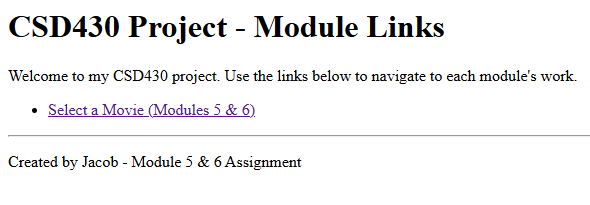 CSD430 Project - Module Links
Welcome to my CSD430 project. Use the links below to navigate to each module's work.
• Select a Movie (Modules 5 & 6)
Created by Jacob - Module 5 & 6 Assignment